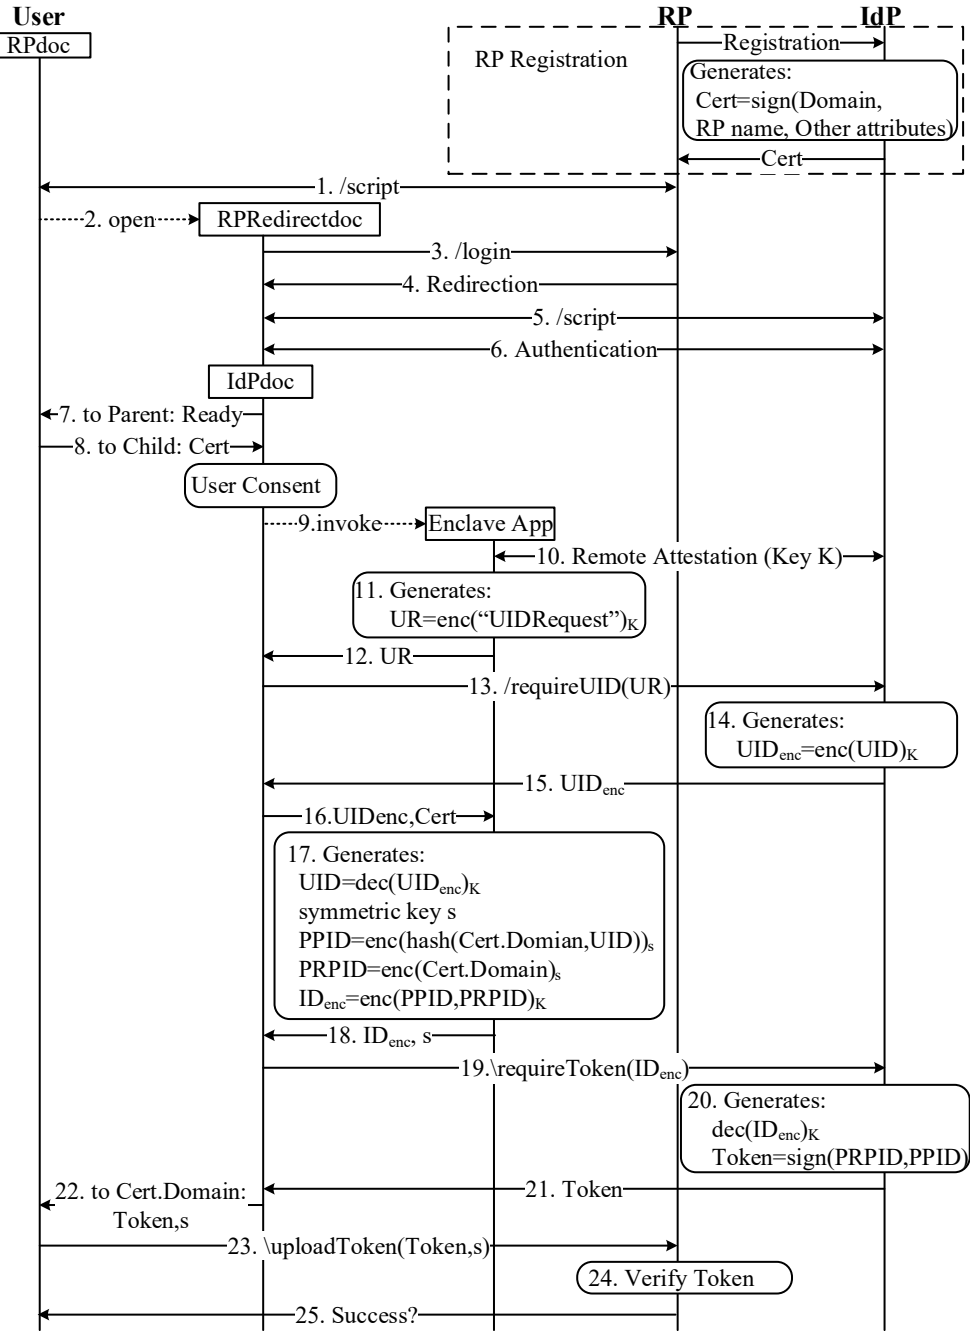 User
RP
IdP
RPdoc
RP Registration
Registration
Generates:
Cert=sign(Domain,
RP name, Other attributes)
Cert
1. /script
2. open
RPRedirectdoc
3. /login
4. Redirection
5. /script
6. Authentication
IdPdoc
7. to Parent: Ready
8. to Child: Cert
User Consent
9.invoke
Enclave App
10. Remote Attestation (Key K)
11. Generates:
UR=enc(“UIDRequest”)K
12. UR
13. /requireUID(UR)
14. Generates:
UIDenc=enc(UID)K
15. UIDenc
16.UIDenc,Cert
17. Generates:
UID=dec(UIDenc)K
symmetric key s
PPID=enc(hash(Cert.Domian,UID))s
PRPID=enc(Cert.Domain)s
IDenc=enc(PPID,PRPID)K
18. IDenc, s
19.\requireToken(IDenc)
20. Generates:
dec(IDenc)K
Token=sign(PRPID,PPID)
21. Token
22. to Cert.Domain:
Token,s
23. \uploadToken(Token,s)
24. Verify Token
25. Success?